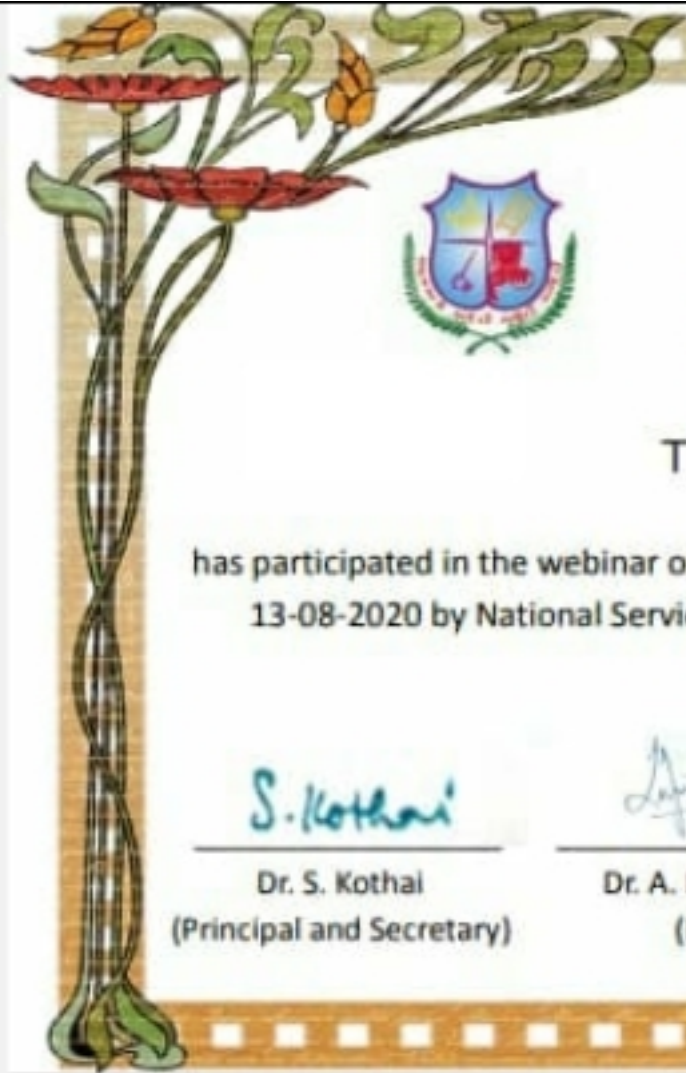 T
has participated in the webinar o
13-08-2020 by National Servi
S. Kothai
Dr. S. Kothai
Dr. A.
(Principal and Secretary)
(